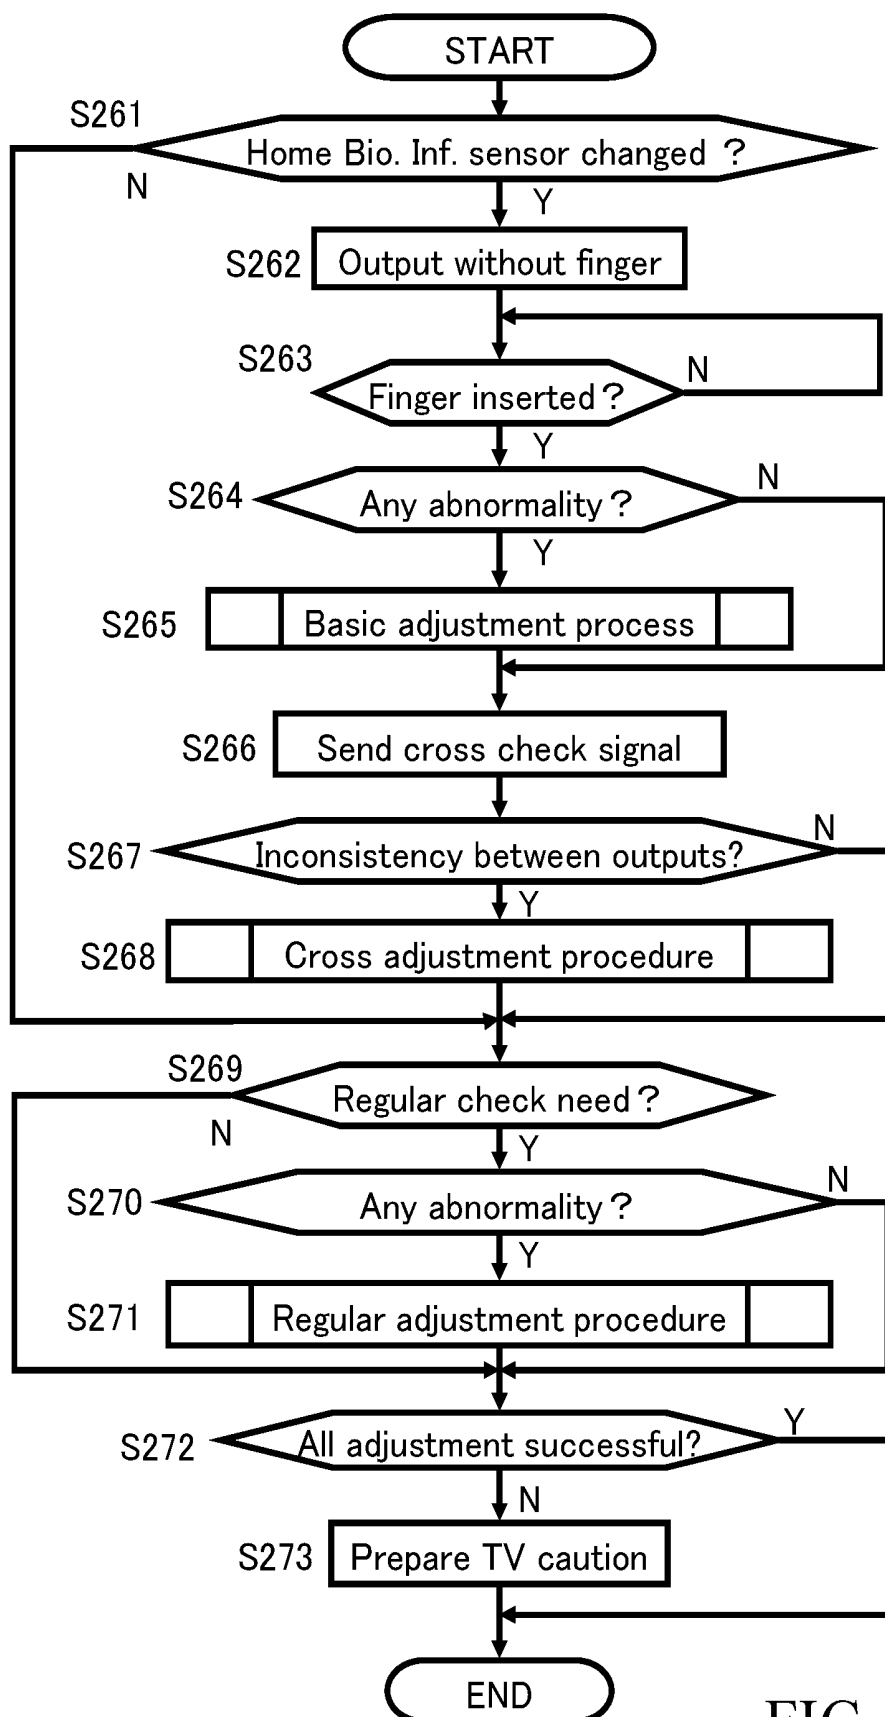 START
S261
Home Bio. Inf. sensor changed ?
N
Y
S262
Output without finger
S263
N
Finger inserted ?
Y
S264
N
Any abnormality ?
Y
S265
Basic adjustment process
S266
Send cross check signal
N
S267
Inconsistency between outputs?
Y
S268
Cross adjustment procedure
S269
Regular check need ?
N
Y
N
S270
Any abnormality ?
Y
S271
Regular adjustment procedure
Y
S272
All adjustment successful?
N
S273
Prepare TV caution
END
FIG